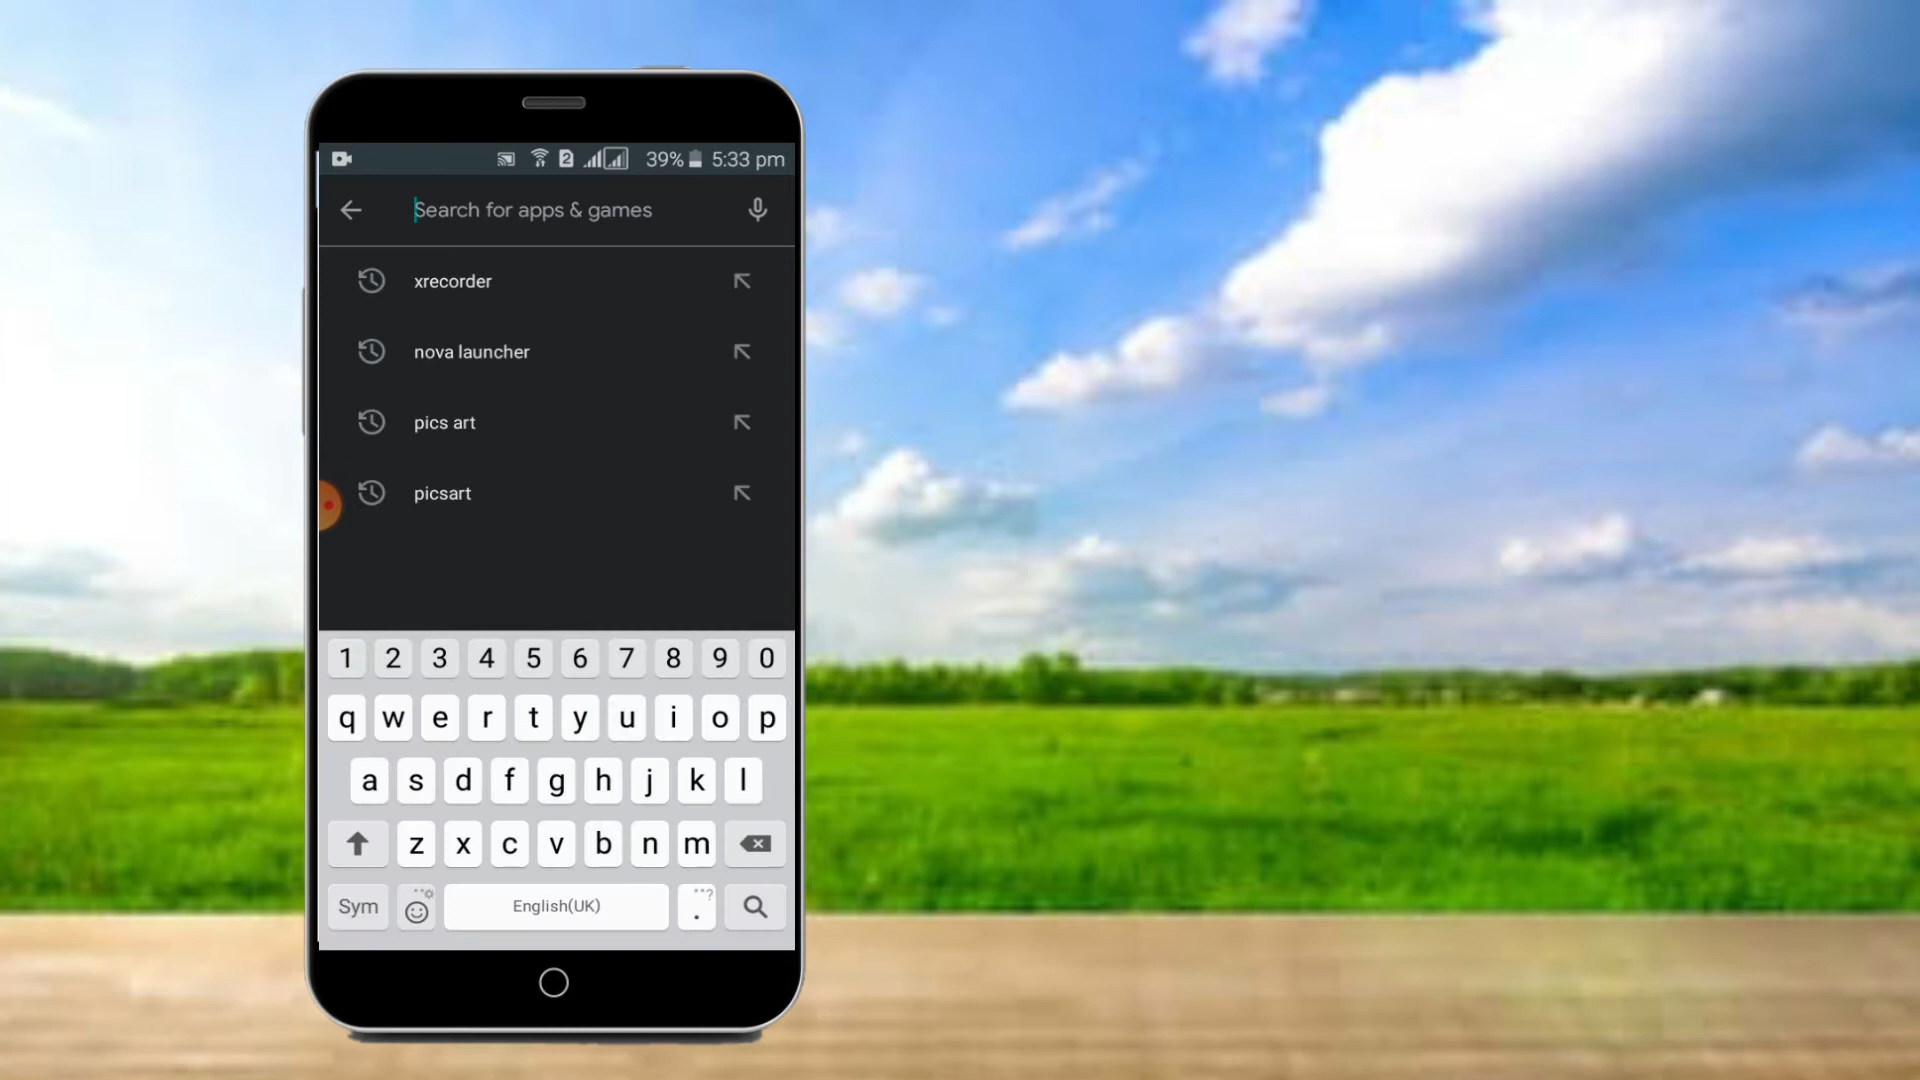 2 39% 5:33 pm
Search for apps & games
xrecorder
nova launcher
pics art
picsart
1 2 3 4 5 6 7 8 9 0
q w e r t y u i o p
a s d f g h j k l
z x c v b n m
Sym English(UK) . ?